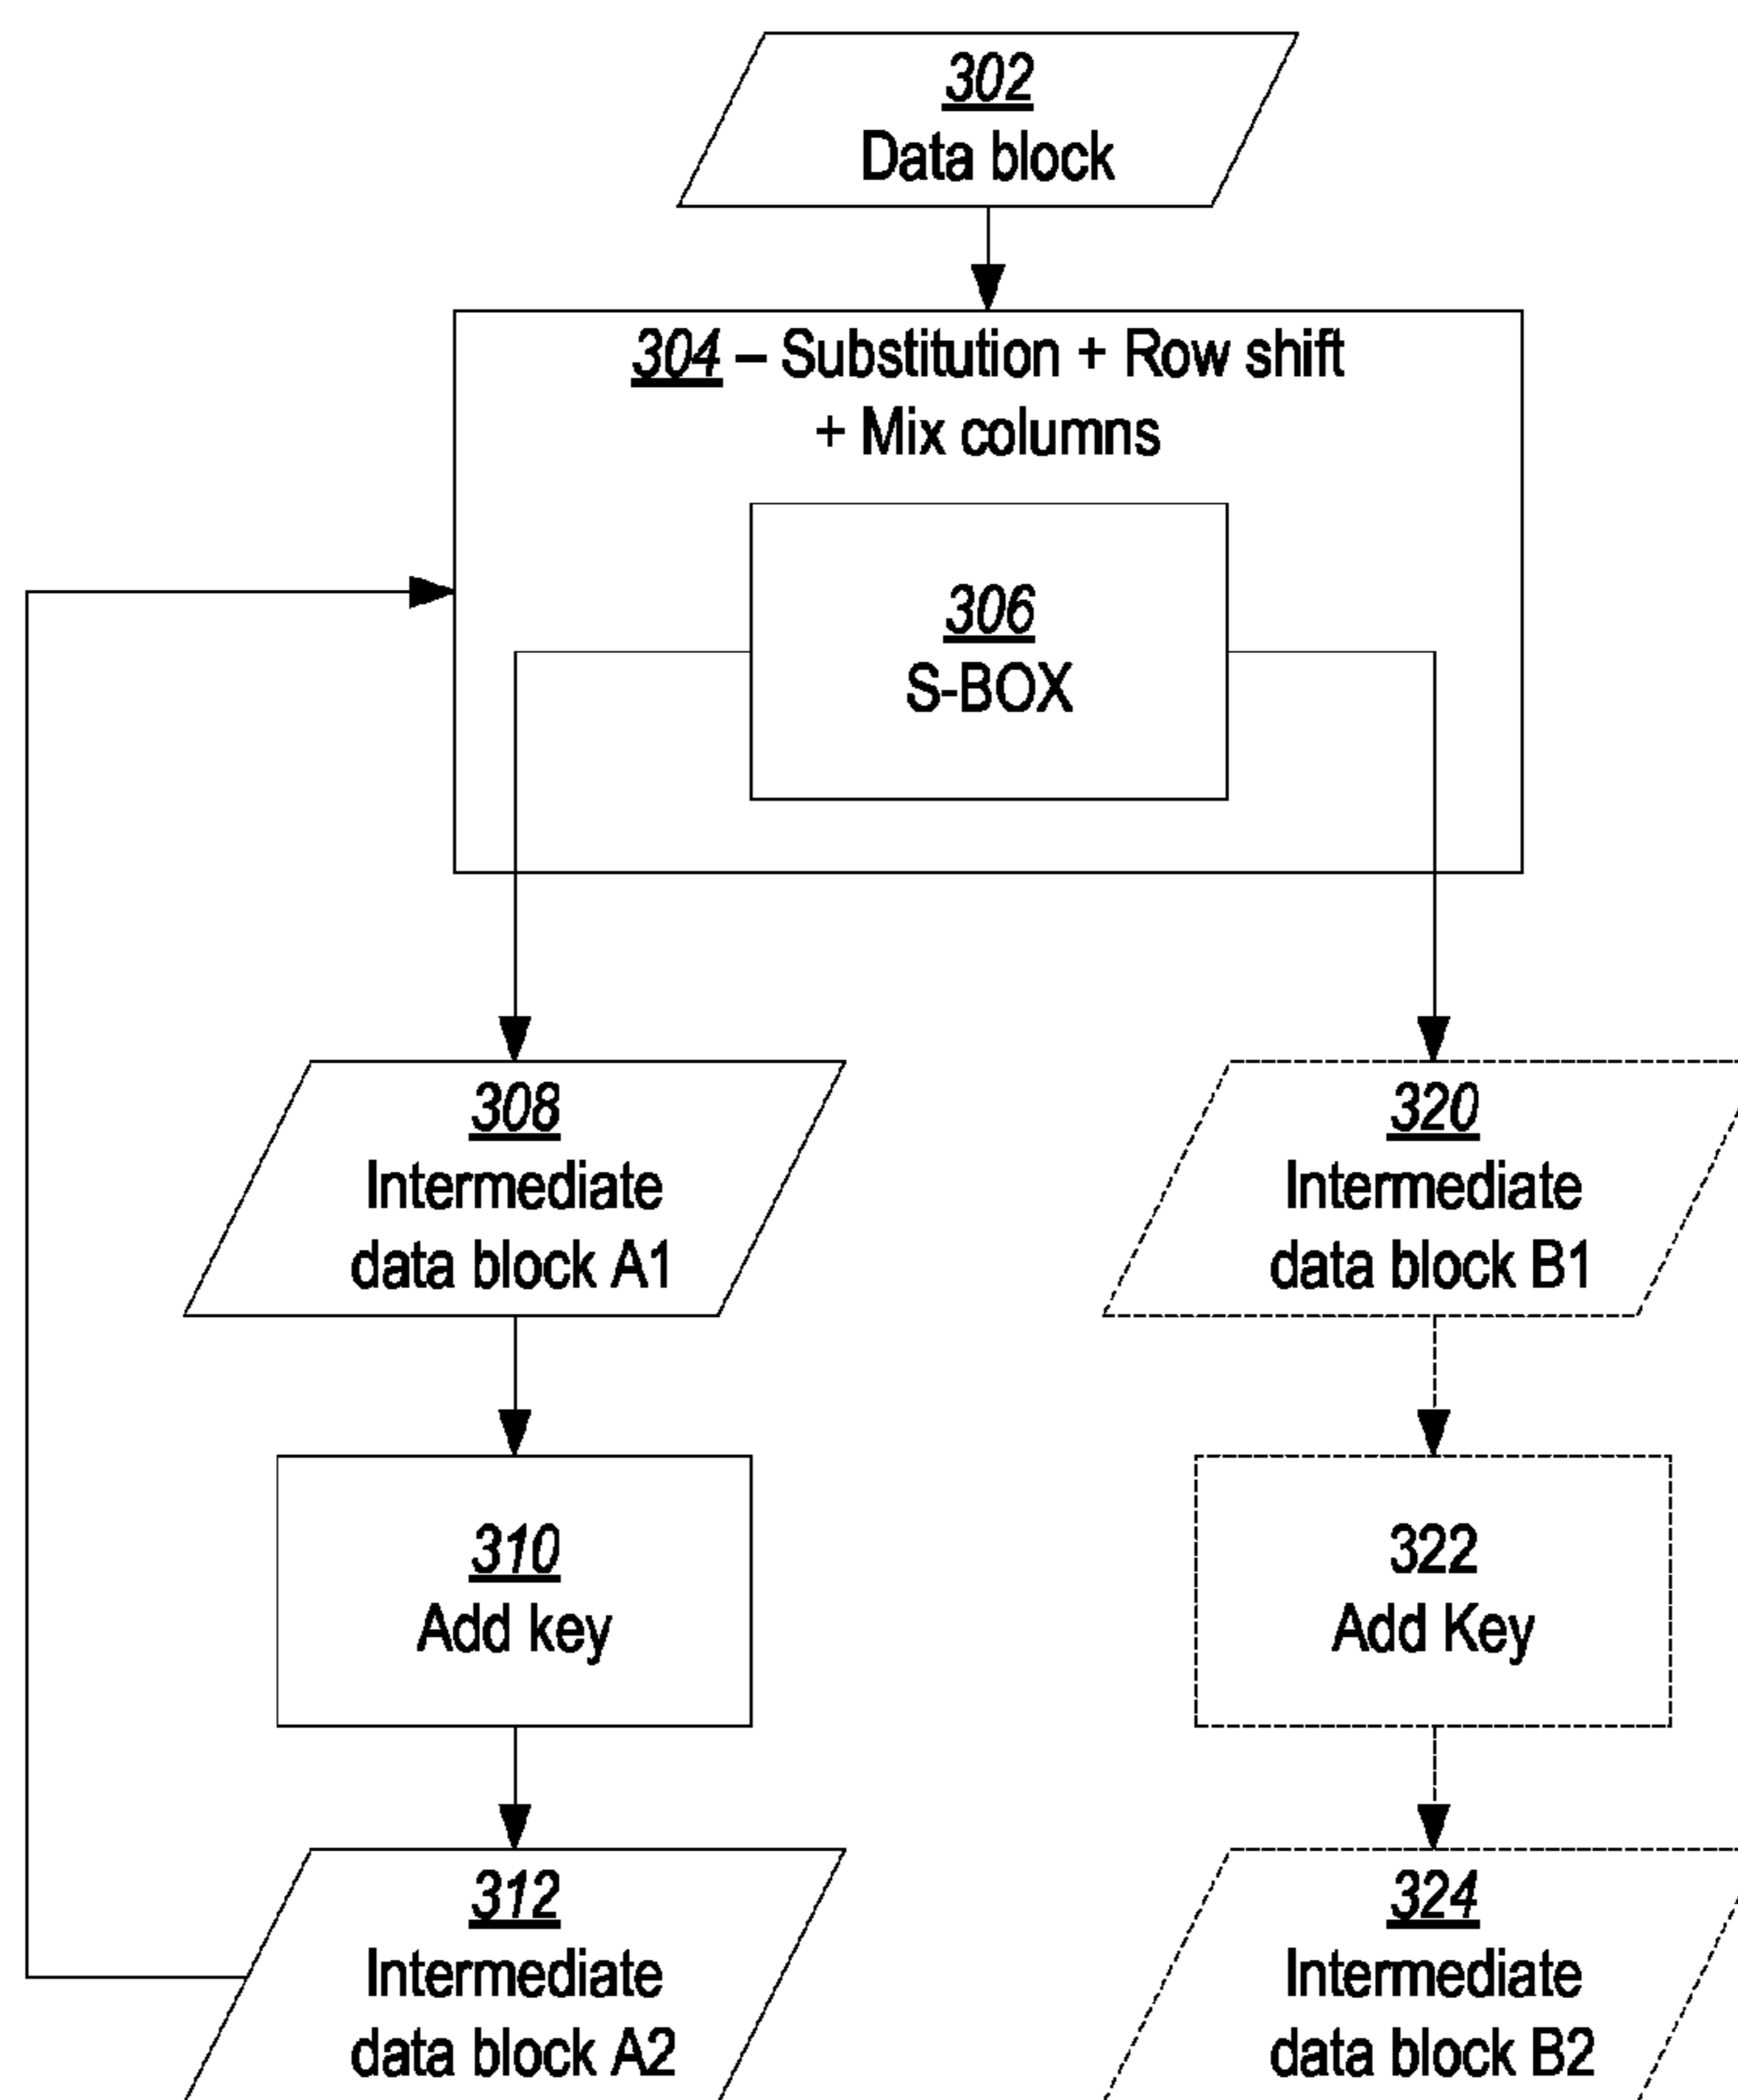 302
Data block
304 – Substitution + Row shift
+ Mix columns
306
S-BOX
308
Intermediate
data block A1
320
Intermediate
data block B1
310
Add key
322
Add Key
312
Intermediate
data block A2
324
Intermediate
data block B2